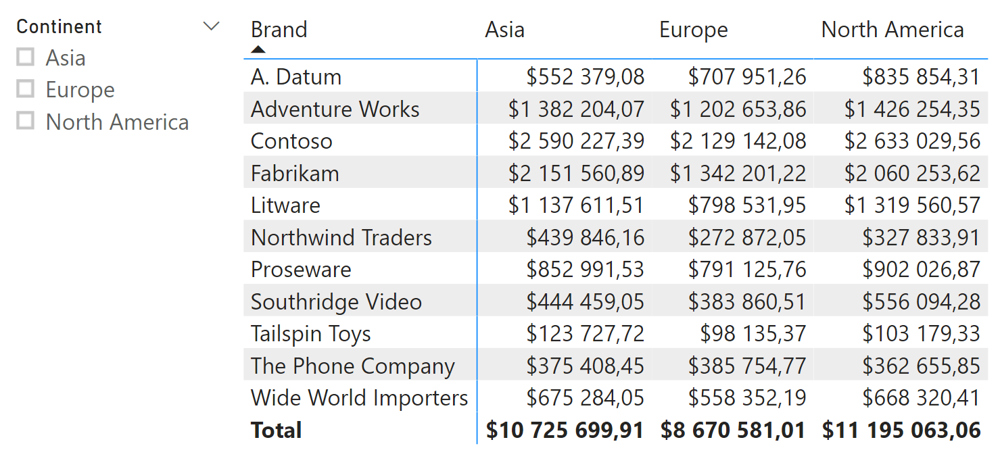 Continent
Asia
Europe
North America
Brand Asia Europe North America
A. Datum $552 379,08 $707 951,26 $835 854,31
Adventure Works $1 382 204,07 $1 202 653,86 $1 426 254,35
Contoso $2 590 227,39 $2 129 142,08 $2 633 029,56
Fabrikam $2 151 560,89 $1 342 201,22 $2 060 253,62
Litware $1 137 611,51 $798 531,95 $1 319 560,57
Northwind Traders $439 846,16 $272 872,05 $327 833,91
Proseware $852 991,53 $791 125,76 $902 026,87
Southridge Video $444 459,05 $383 860,51 $556 094,28
Tailspin Toys $123 727,72 $98 135,37 $103 179,33
The Phone Company $375 408,45 $385 754,77 $362 655,85
Wide World Importers $675 284,05 $558 352,19 $668 320,41
Total $10 725 699,91 $8 670 581,01 $11 195 063,06